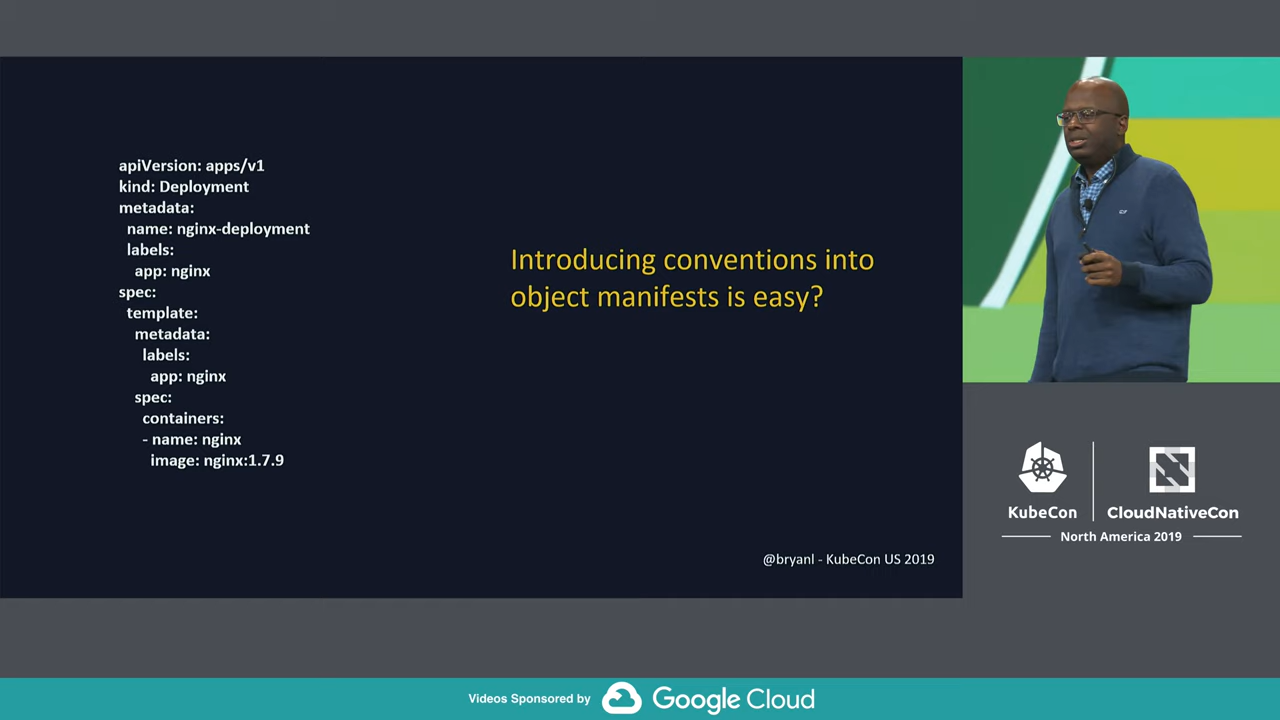 apiVersion: apps/v1
kind: Deployment
metadata:
  name: nginx-deployment
  labels:
    app: nginx
spec:
  template:
    metadata:
      labels:
        app: nginx
    spec:
      containers:
      - name: nginx
        image: nginx:1.7.9
Introducing conventions into
object manifests is easy?
@bryanl - KubeCon US 2019
KubeCon
CloudNativeCon
North America 2019
Videos Sponsored by
Google Cloud